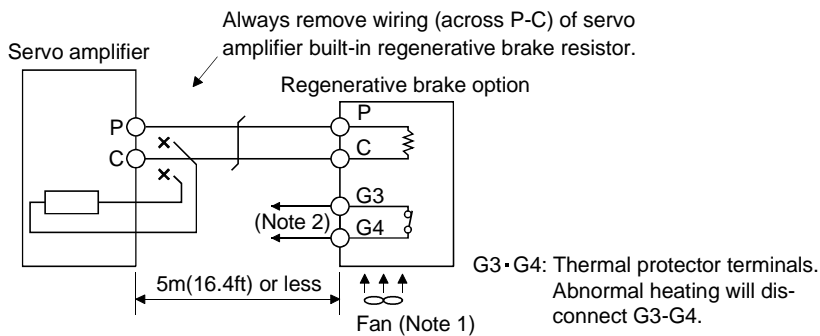 Always remove wiring (across P-C) of servo
amplifier built-in regenerative brake resistor.
Servo amplifier
Regenerative brake option
P
P
C
C
G3
(Note 2)
G4
5m(16.4ft) or less
Fan (Note 1)
G3·G4: Thermal protector terminals.
Abnormal heating will dis-
connect G3-G4.